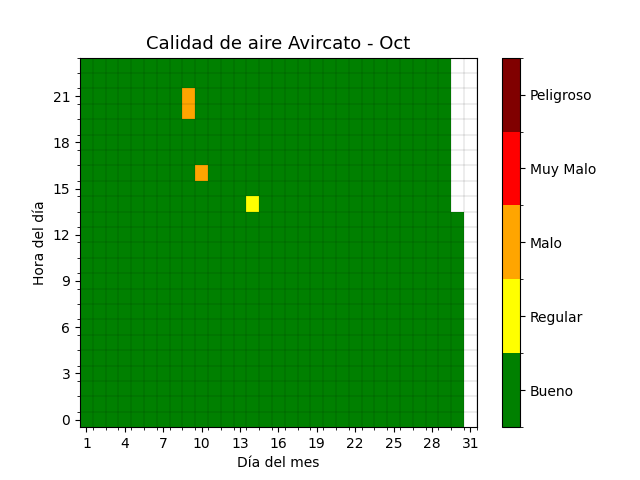 Calidad de aire Avircato - Oct
Hora del día
21
18
15
12
9
6
3
0
1 4 7 10 13 16 19 22 25 28 31
Día del mes
Peligroso
Muy Malo
Malo
Regular
Bueno